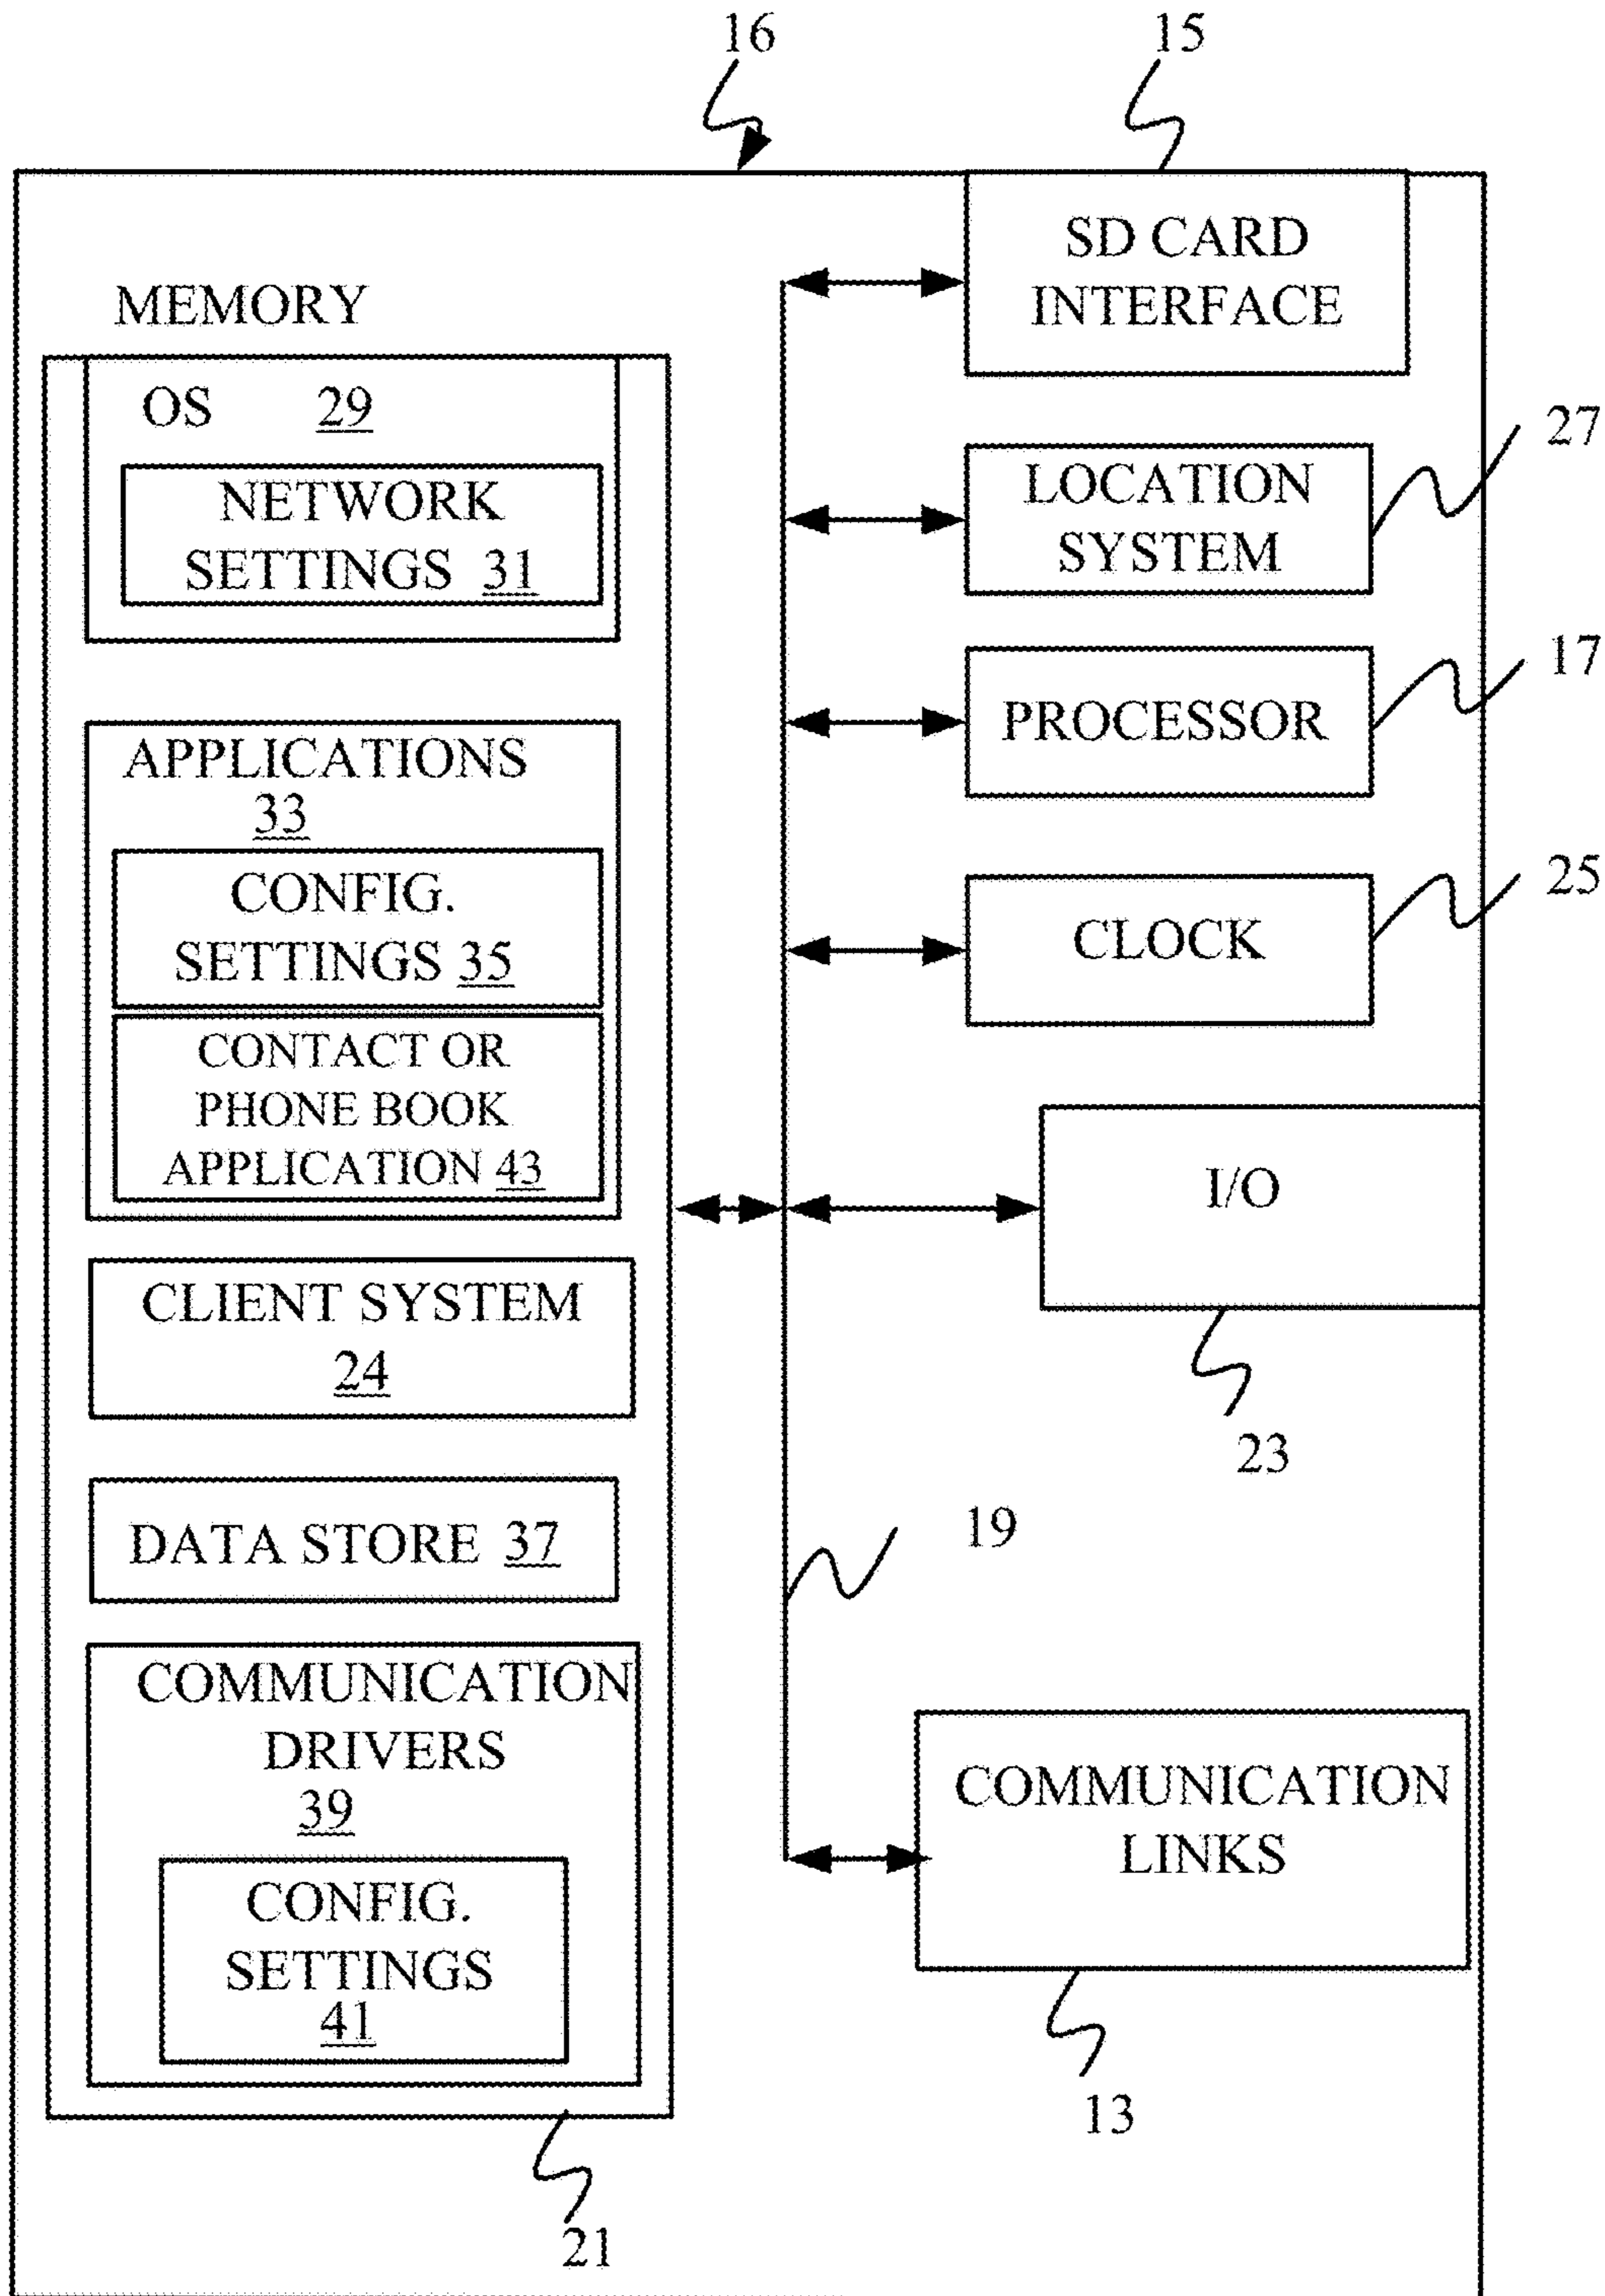 16
15
SD CARD
INTERFACE
MEMORY
OS 29
NETWORK
SETTINGS 31
27
LOCATION
SYSTEM
17
PROCESSOR
APPLICATIONS
33
CONFIG.
SETTINGS 35
25
CLOCK
CONTACT OR
PHONE BOOK
APPLICATION 43
I/O
23
CLIENT SYSTEM
24
DATA STORE 37
19
COMMUNICATION
DRIVERS
39
CONFIG.
SETTINGS
41
COMMUNICATION
LINKS
13
21